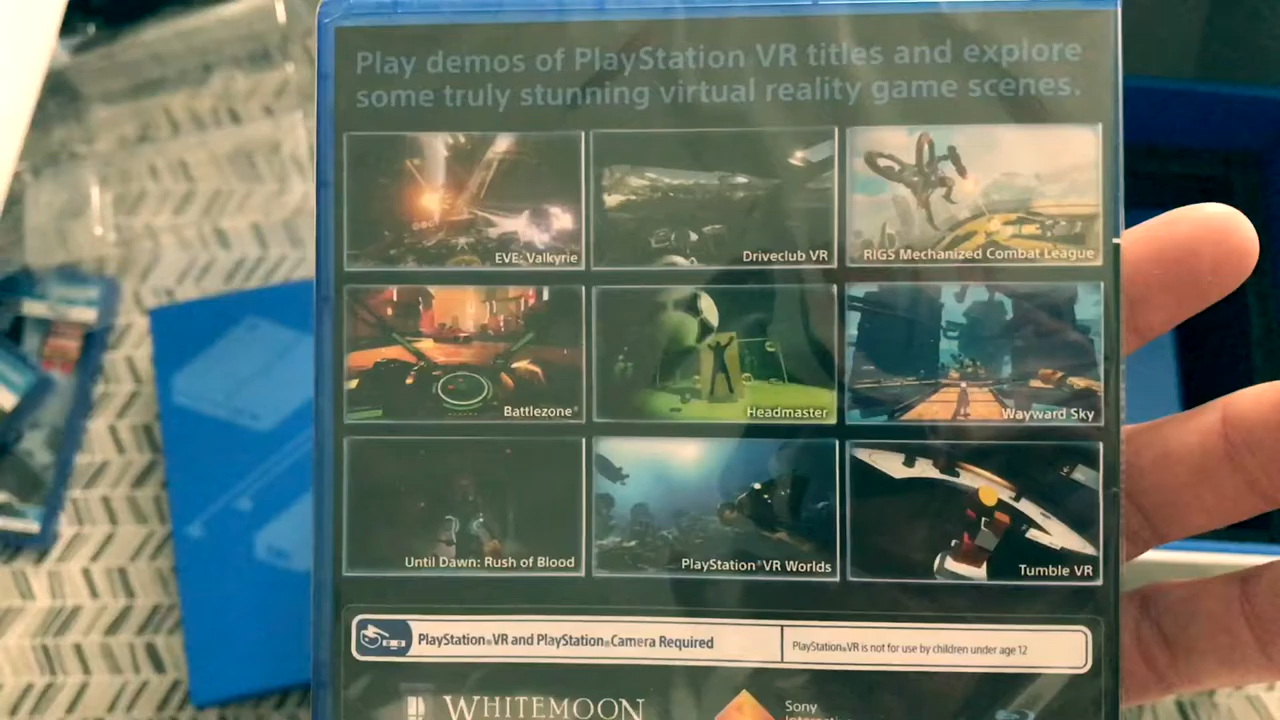 Play demos of PlayStation VR titles and explore
some truly stunning virtual reality game scenes.
EVE: Valkyrie
Driveclub VR
RIGS Mechanized Combat League
Battlezone®
Headmaster
Wayward Sky
Until Dawn: Rush of Blood
PlayStation®VR Worlds
Tumble VR
PlayStation®VR and PlayStation®Camera Required
PlayStation®VR is not for use by children under age 12
WHITEMOON
Sony